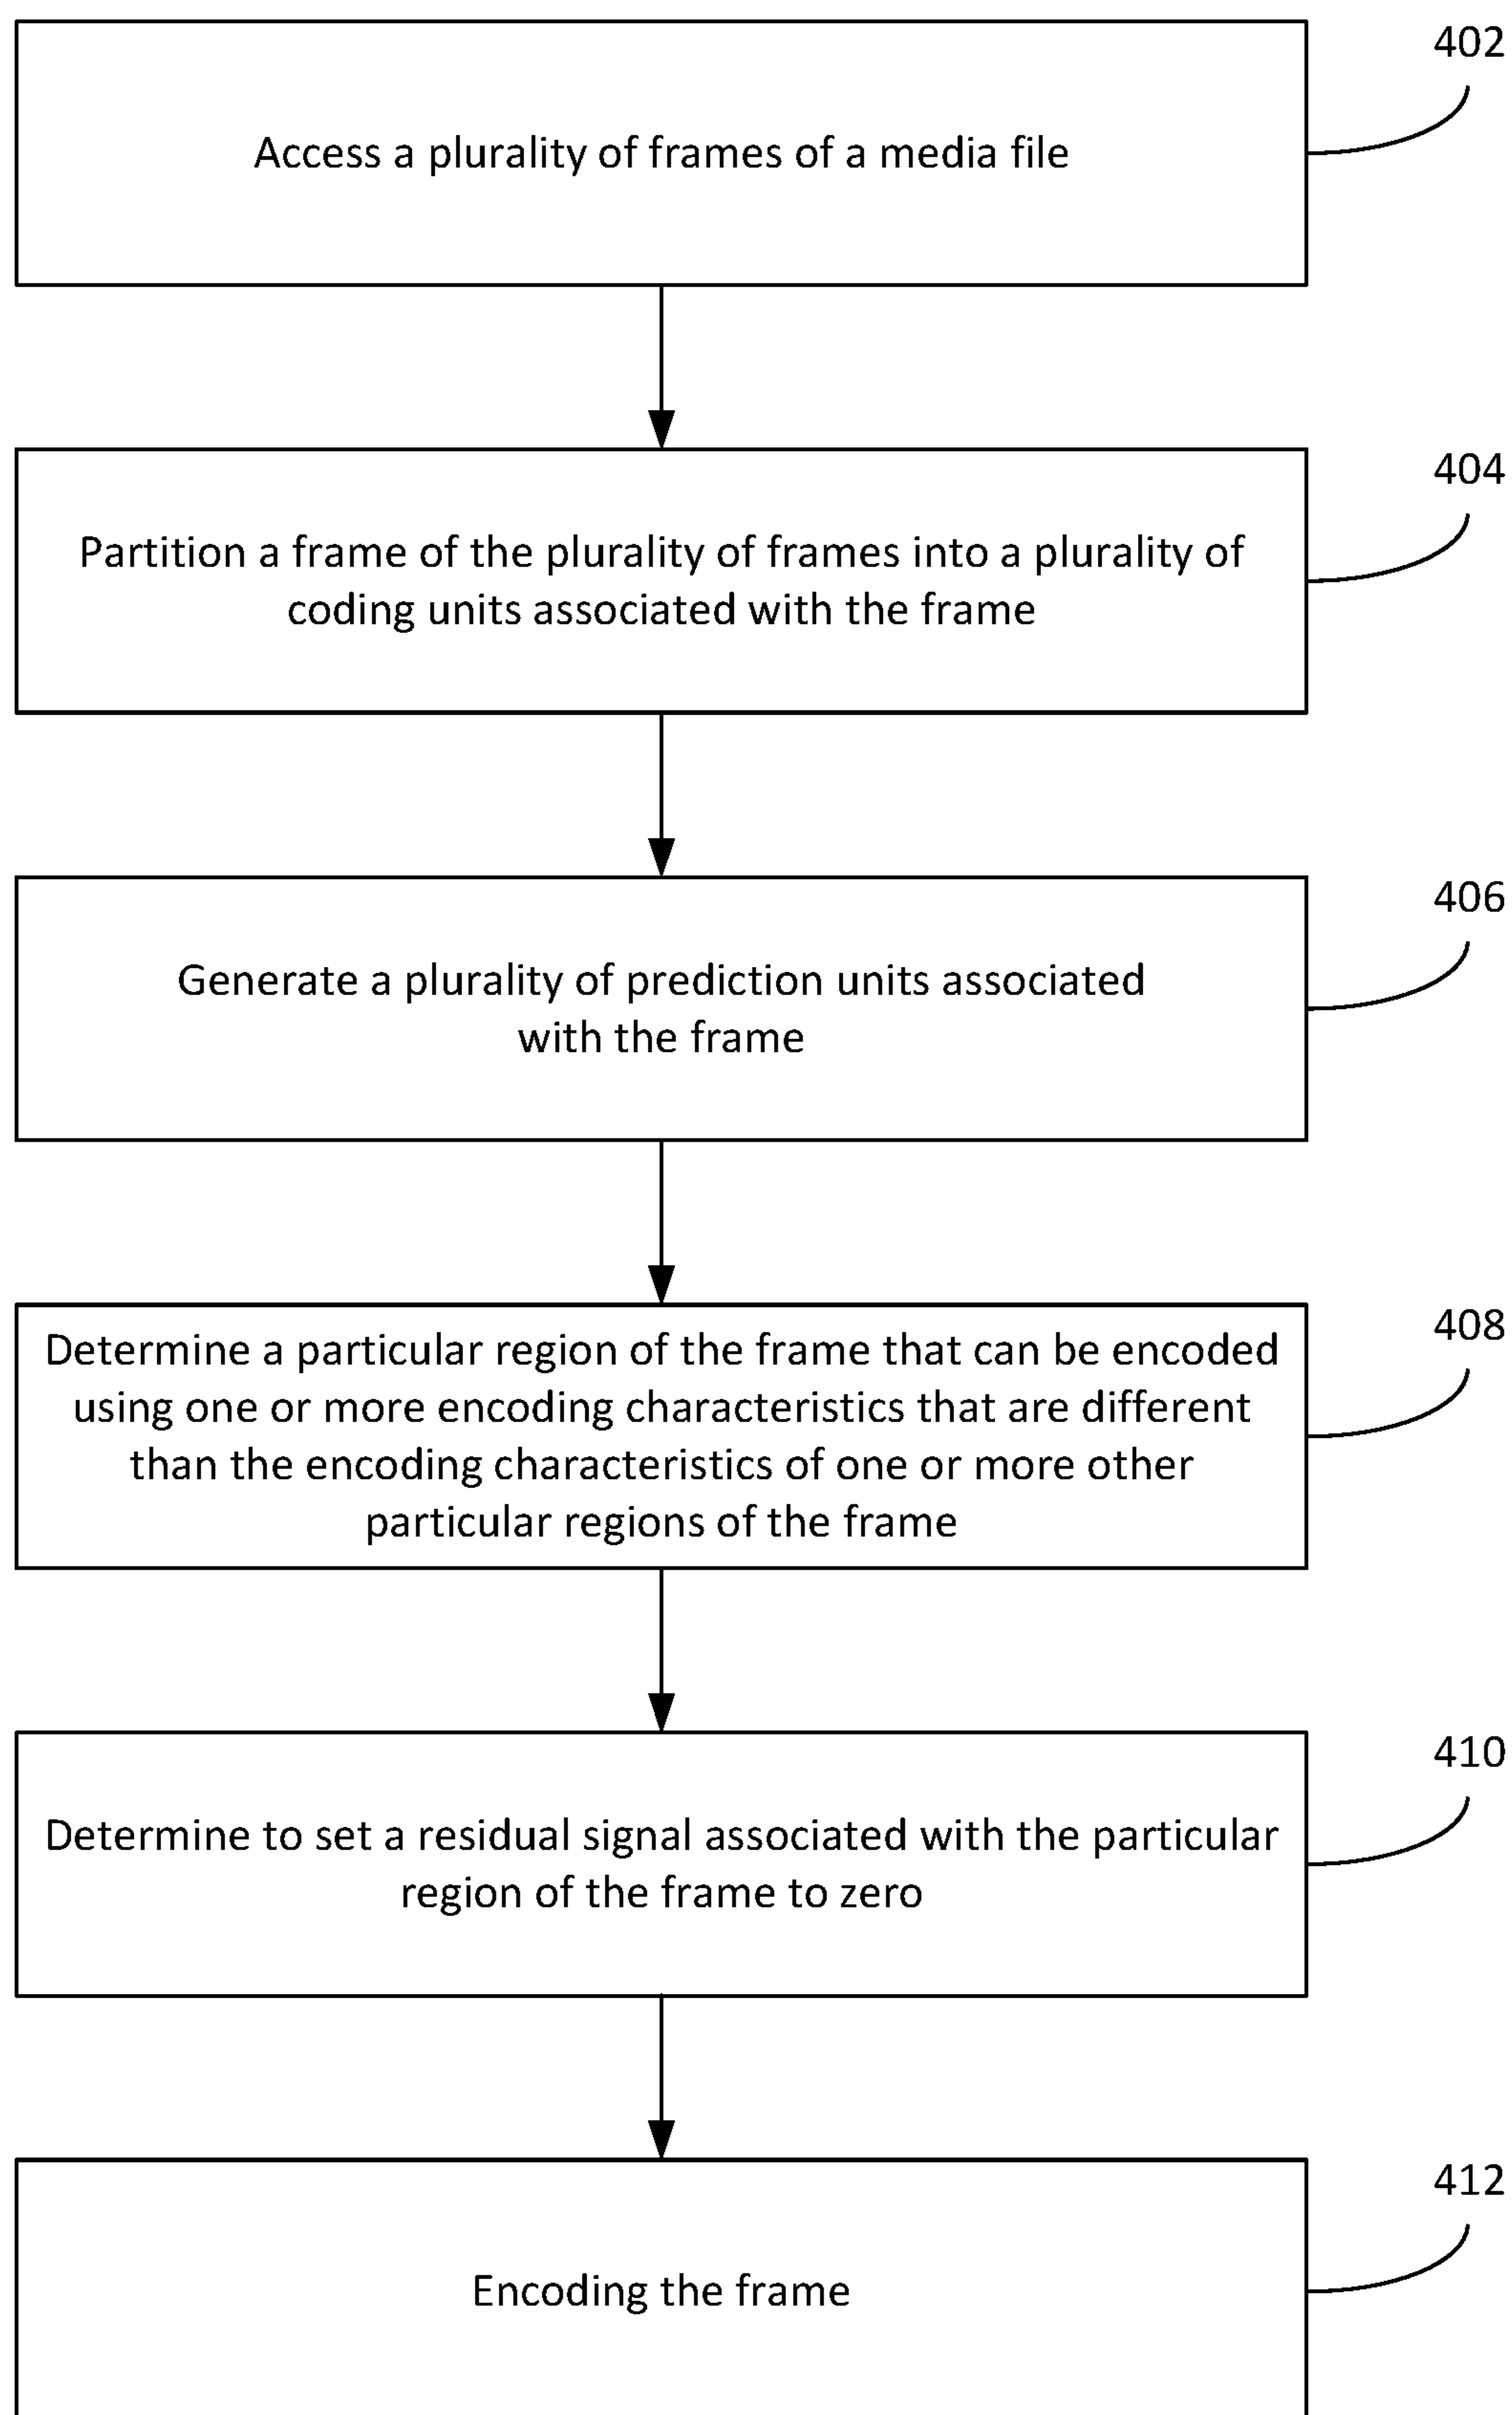 402
Access a plurality of frames of a media file
404
Partition a frame of the plurality of frames into a plurality of
coding units associated with the frame
406
Generate a plurality of prediction units associated
with the frame
408
Determine a particular region of the frame that can be encoded
using one or more encoding characteristics that are different
than the encoding characteristics of one or more other
particular regions of the frame
410
Determine to set a residual signal associated with the particular
region of the frame to zero
412
Encoding the frame